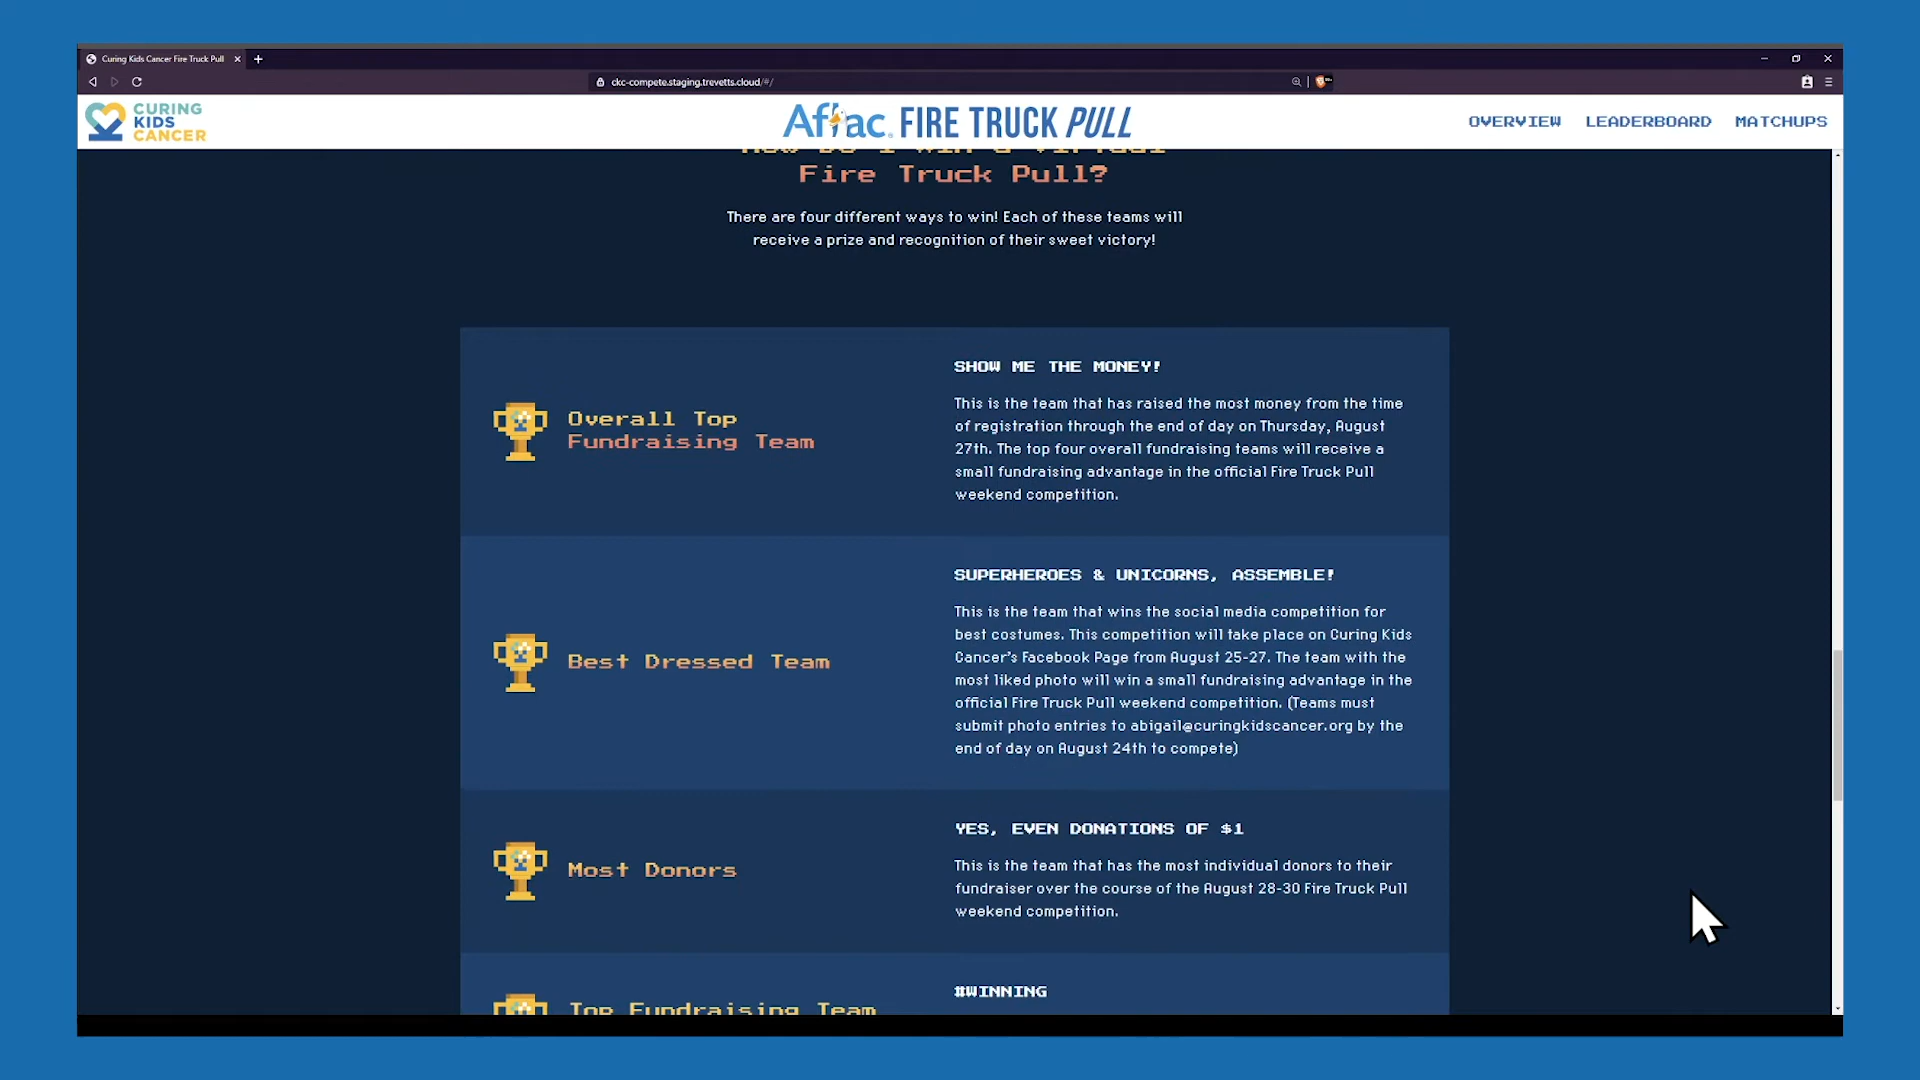 Curing Kids Cancer Fire Truck Pull
ckc-compete.staging.trevetts.cloud/#/
CURING
KIDS
CANCER
Aflac. FIRE TRUCK PULL
OVERVIEW LEADERBOARD MATCHUPS
How Do I Win a Virtual
Fire Truck Pull?
There are four different ways to win! Each of these teams will
receive a prize and recognition of their sweet victory!
Overall Top
Fundraising Team
SHOW ME THE MONEY!
This is the team that has raised the most money from the time
of registration through the end of day on Thursday, August
27th. The top four overall fundraising teams will receive a
small fundraising advantage in the official Fire Truck Pull
weekend competition.
Best Dressed Team
SUPERHEROES & UNICORNS, ASSEMBLE!
This is the team that wins the social media competition for
best costumes. This competition will take place on Curing Kids
Cancer's Facebook Page from August 25-27. The team with the
most liked photo will win a small fundraising advantage in the
official Fire Truck Pull weekend competition. (Teams must
submit photo entries to abigail@curingkidscancer.org by the
end of day on August 24th to compete)
Most Donors
YES, EVEN DONATIONS OF $1
This is the team that has the most individual donors to their
fundraiser over the course of the August 28-30 Fire Truck Pull
weekend competition.
Top Fundraising Team
#WINNING